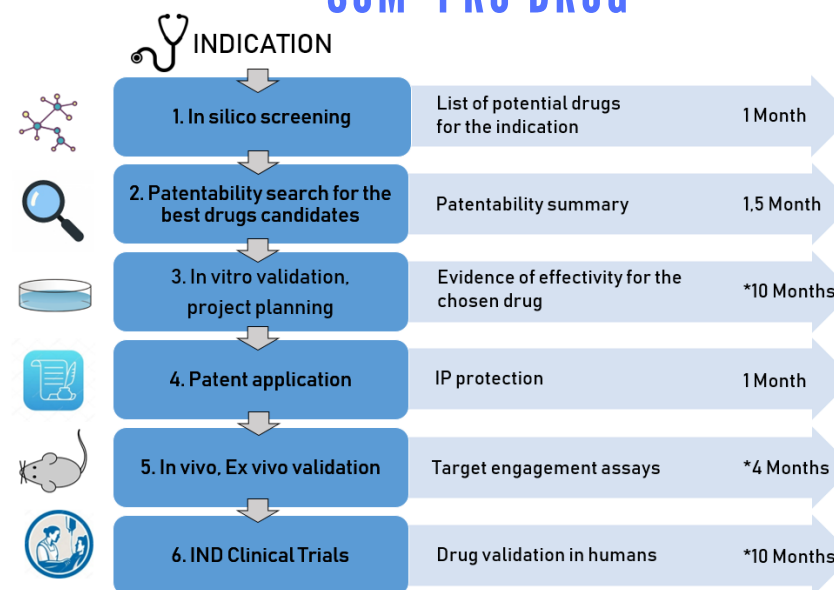 INDICATION
1. In silico screening
List of potential drugs
for the indication
1 Month
2. Patentability search for the
best drugs candidates
Patentability summary
1,5 Month
3. In vitro validation,
project planning
Evidence of effectivity for the
chosen drug
*10 Months
4. Patent application
IP protection
1 Month
5. In vivo, Ex vivo validation
Target engagement assays
*4 Months
6. IND Clinical Trials
Drug validation in humans
*10 Months